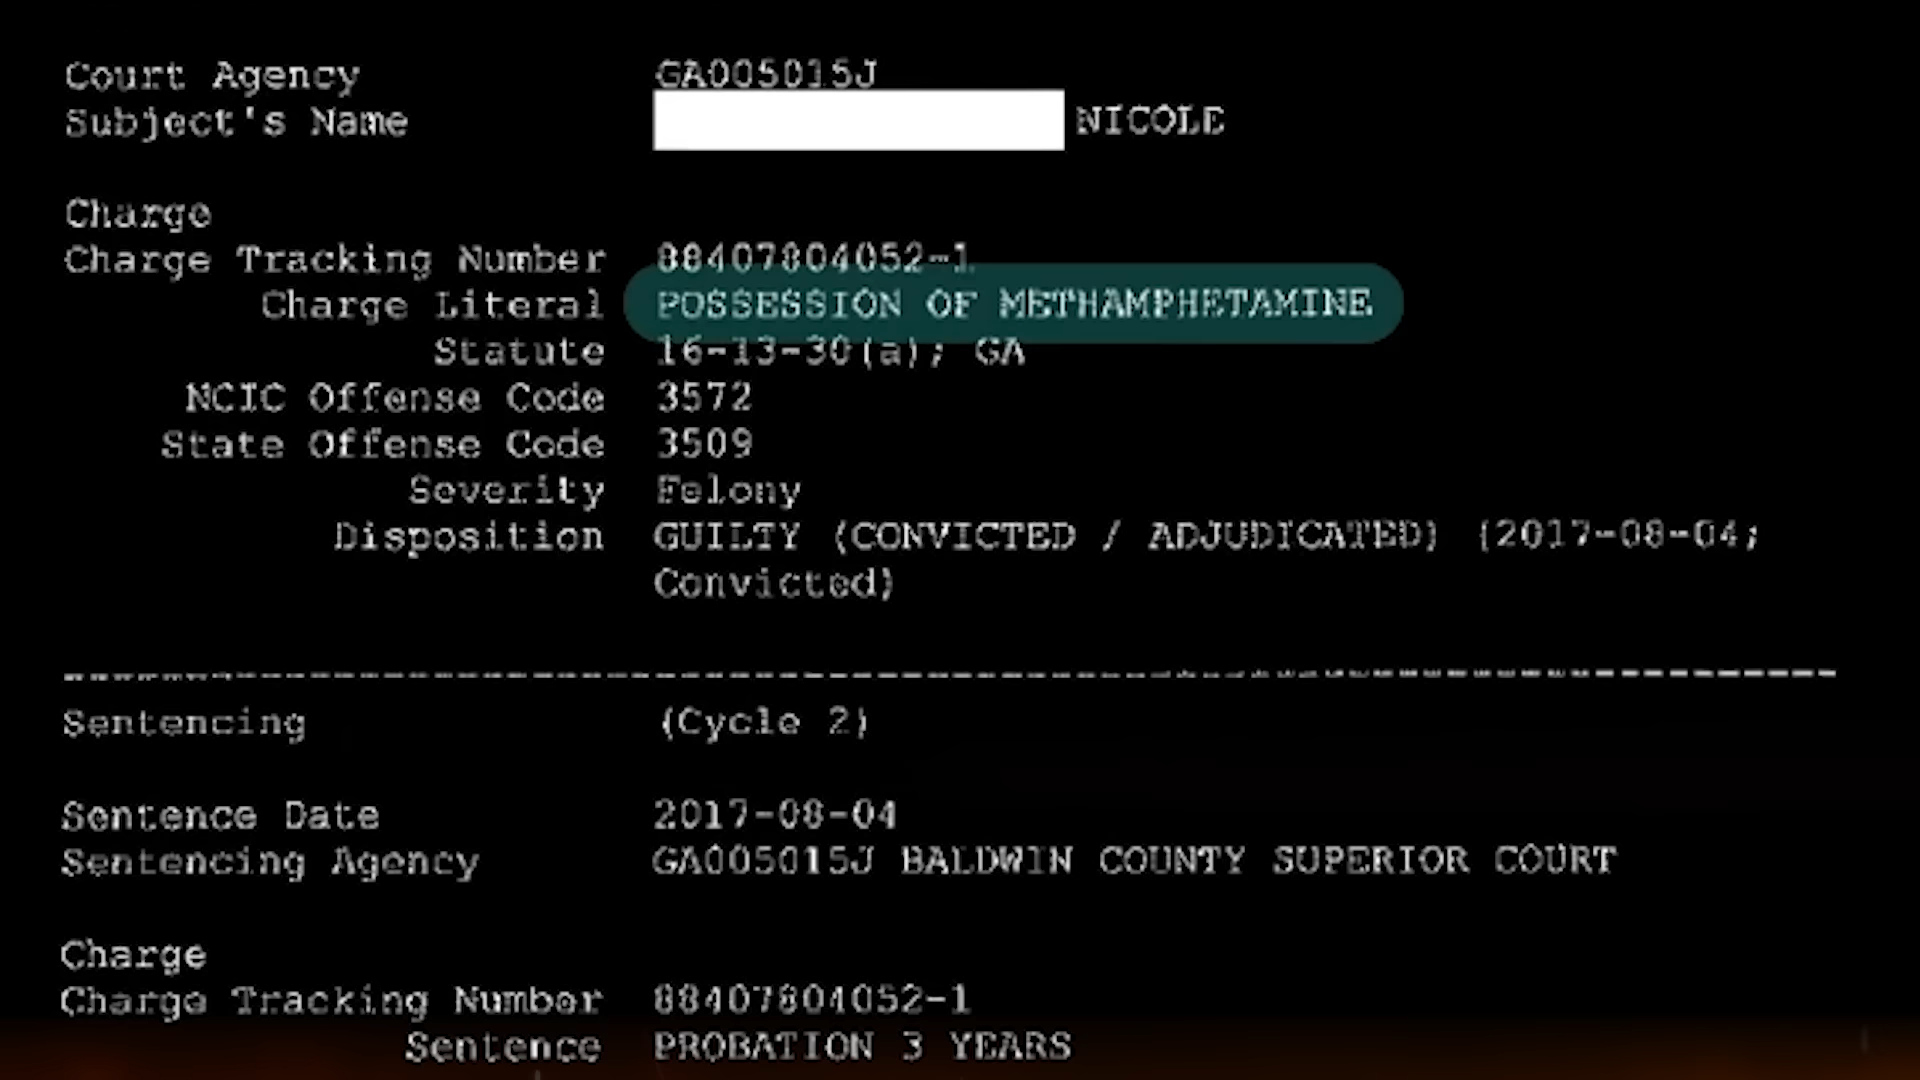 Court Agency GA005015J
Subject's Name NICOLE
Charge
Charge Tracking Number 88407804052-1
Charge Literal POSSESSION OF METHAMPHETAMINE
Statute 16-13-30(a); GA
NCIC Offense Code 3572
State Offense Code 3509
Severity Felony
Disposition GUILTY (CONVICTED / ADJUDICATED) (2017-08-04;
Convicted)
--------------------------------------------------------------------------------
Sentencing (Cycle 2)
Sentence Date 2017-08-04
Sentencing Agency GA005015J BALDWIN COUNTY SUPERIOR COURT
Charge
Charge Tracking Number 88407804052-1
Sentence PROBATION 3 YEARS